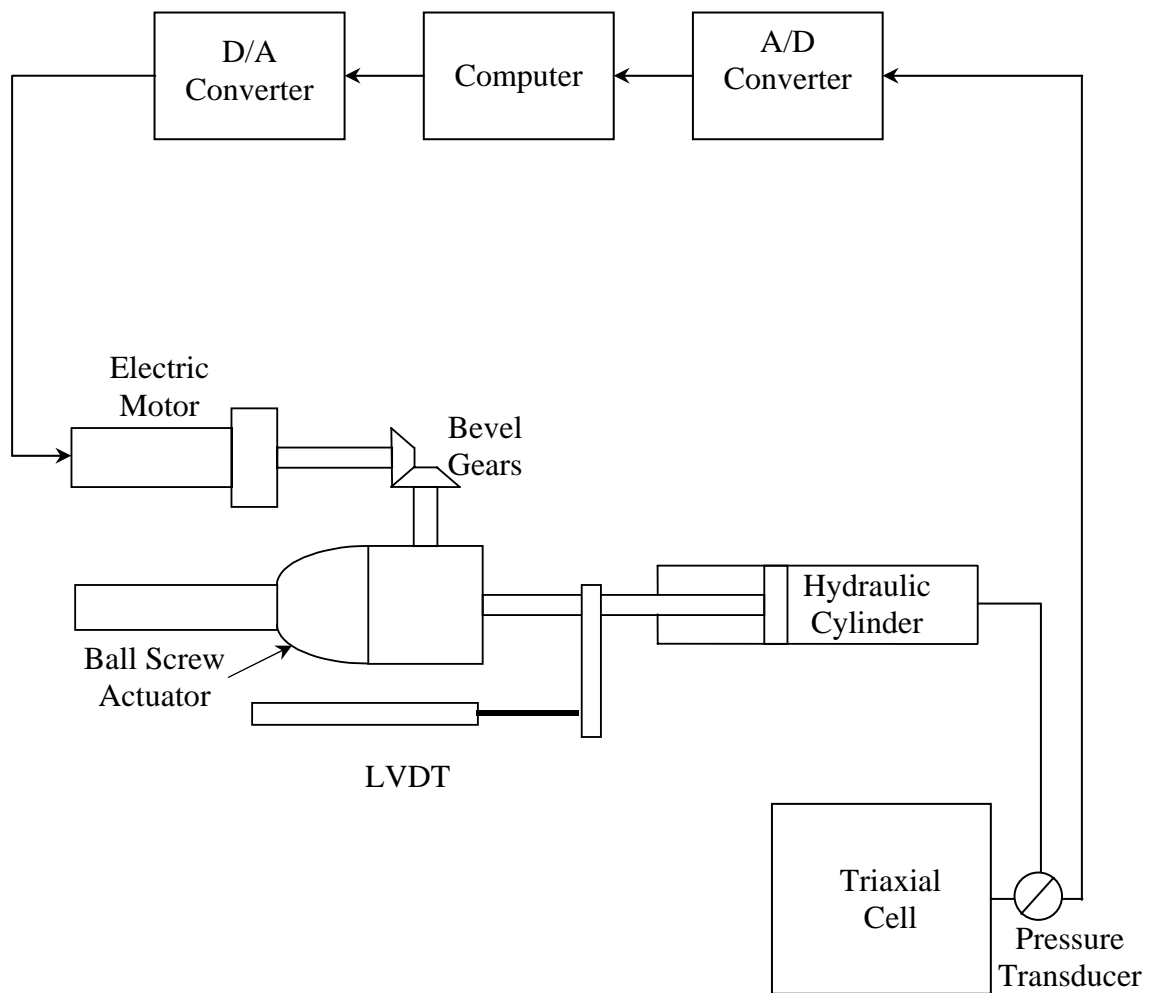 D/A
Converter
Computer
A/D
Converter
Electric
Motor
Bevel
Gears
Hydraulic
Cylinder
Ball Screw
Actuator
LVDT
Triaxial
Cell
Pressure
Transducer